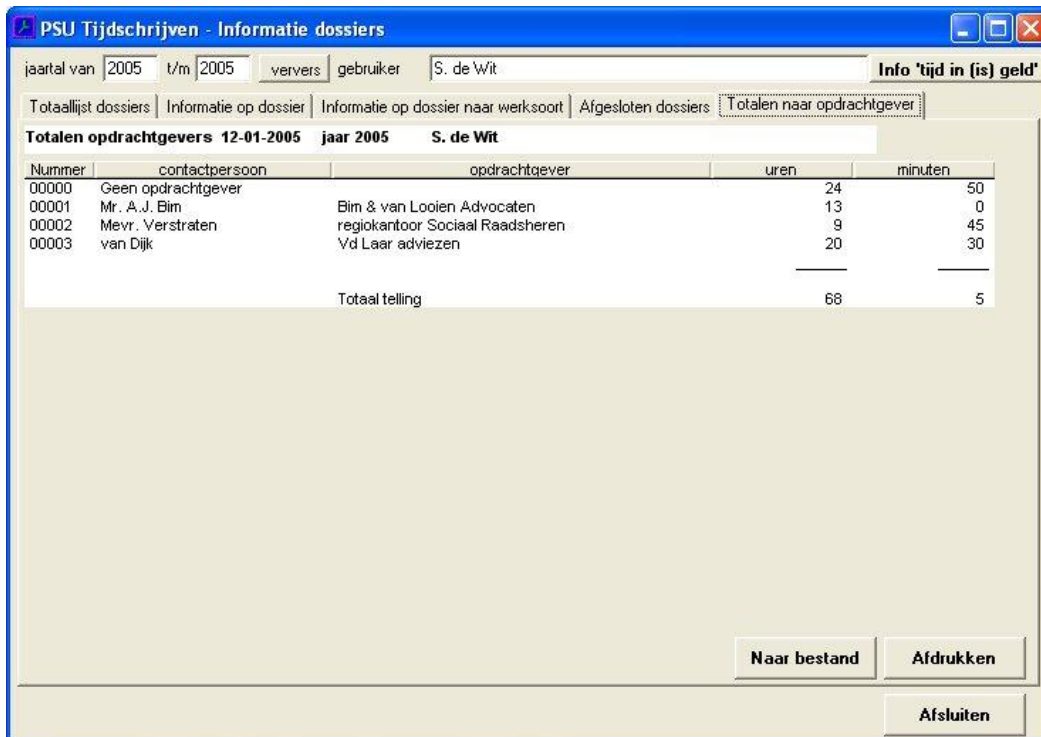 PSU Tijdschrijven - Informatie dossiers
jaartal van 2005 t/m 2005 ververs gebruiker S. de Wit Info 'tijd in (is) geld'
Totaallijst dossiers Informatie op dossier Informatie op dossier naar werksoort Afgesloten dossiers Totalen naar opdrachtgever
Totalen opdrachtgevers 12-01-2005 jaar 2005 S. de Wit
Nummer contactpersoon opdrachtgever uren minuten
00000 Geen opdrachtgever 24 50
00001 Mr. A.J. Bim Bim & van Looien Advocaten 13 0
00002 Mevr. Verstraten regiokantoor Sociaal Raadsheren 9 45
00003 van Dijk Vd Laar adviezen 20 30
Totaal telling 68 5
Naar bestand Afdrukken
Afsluiten